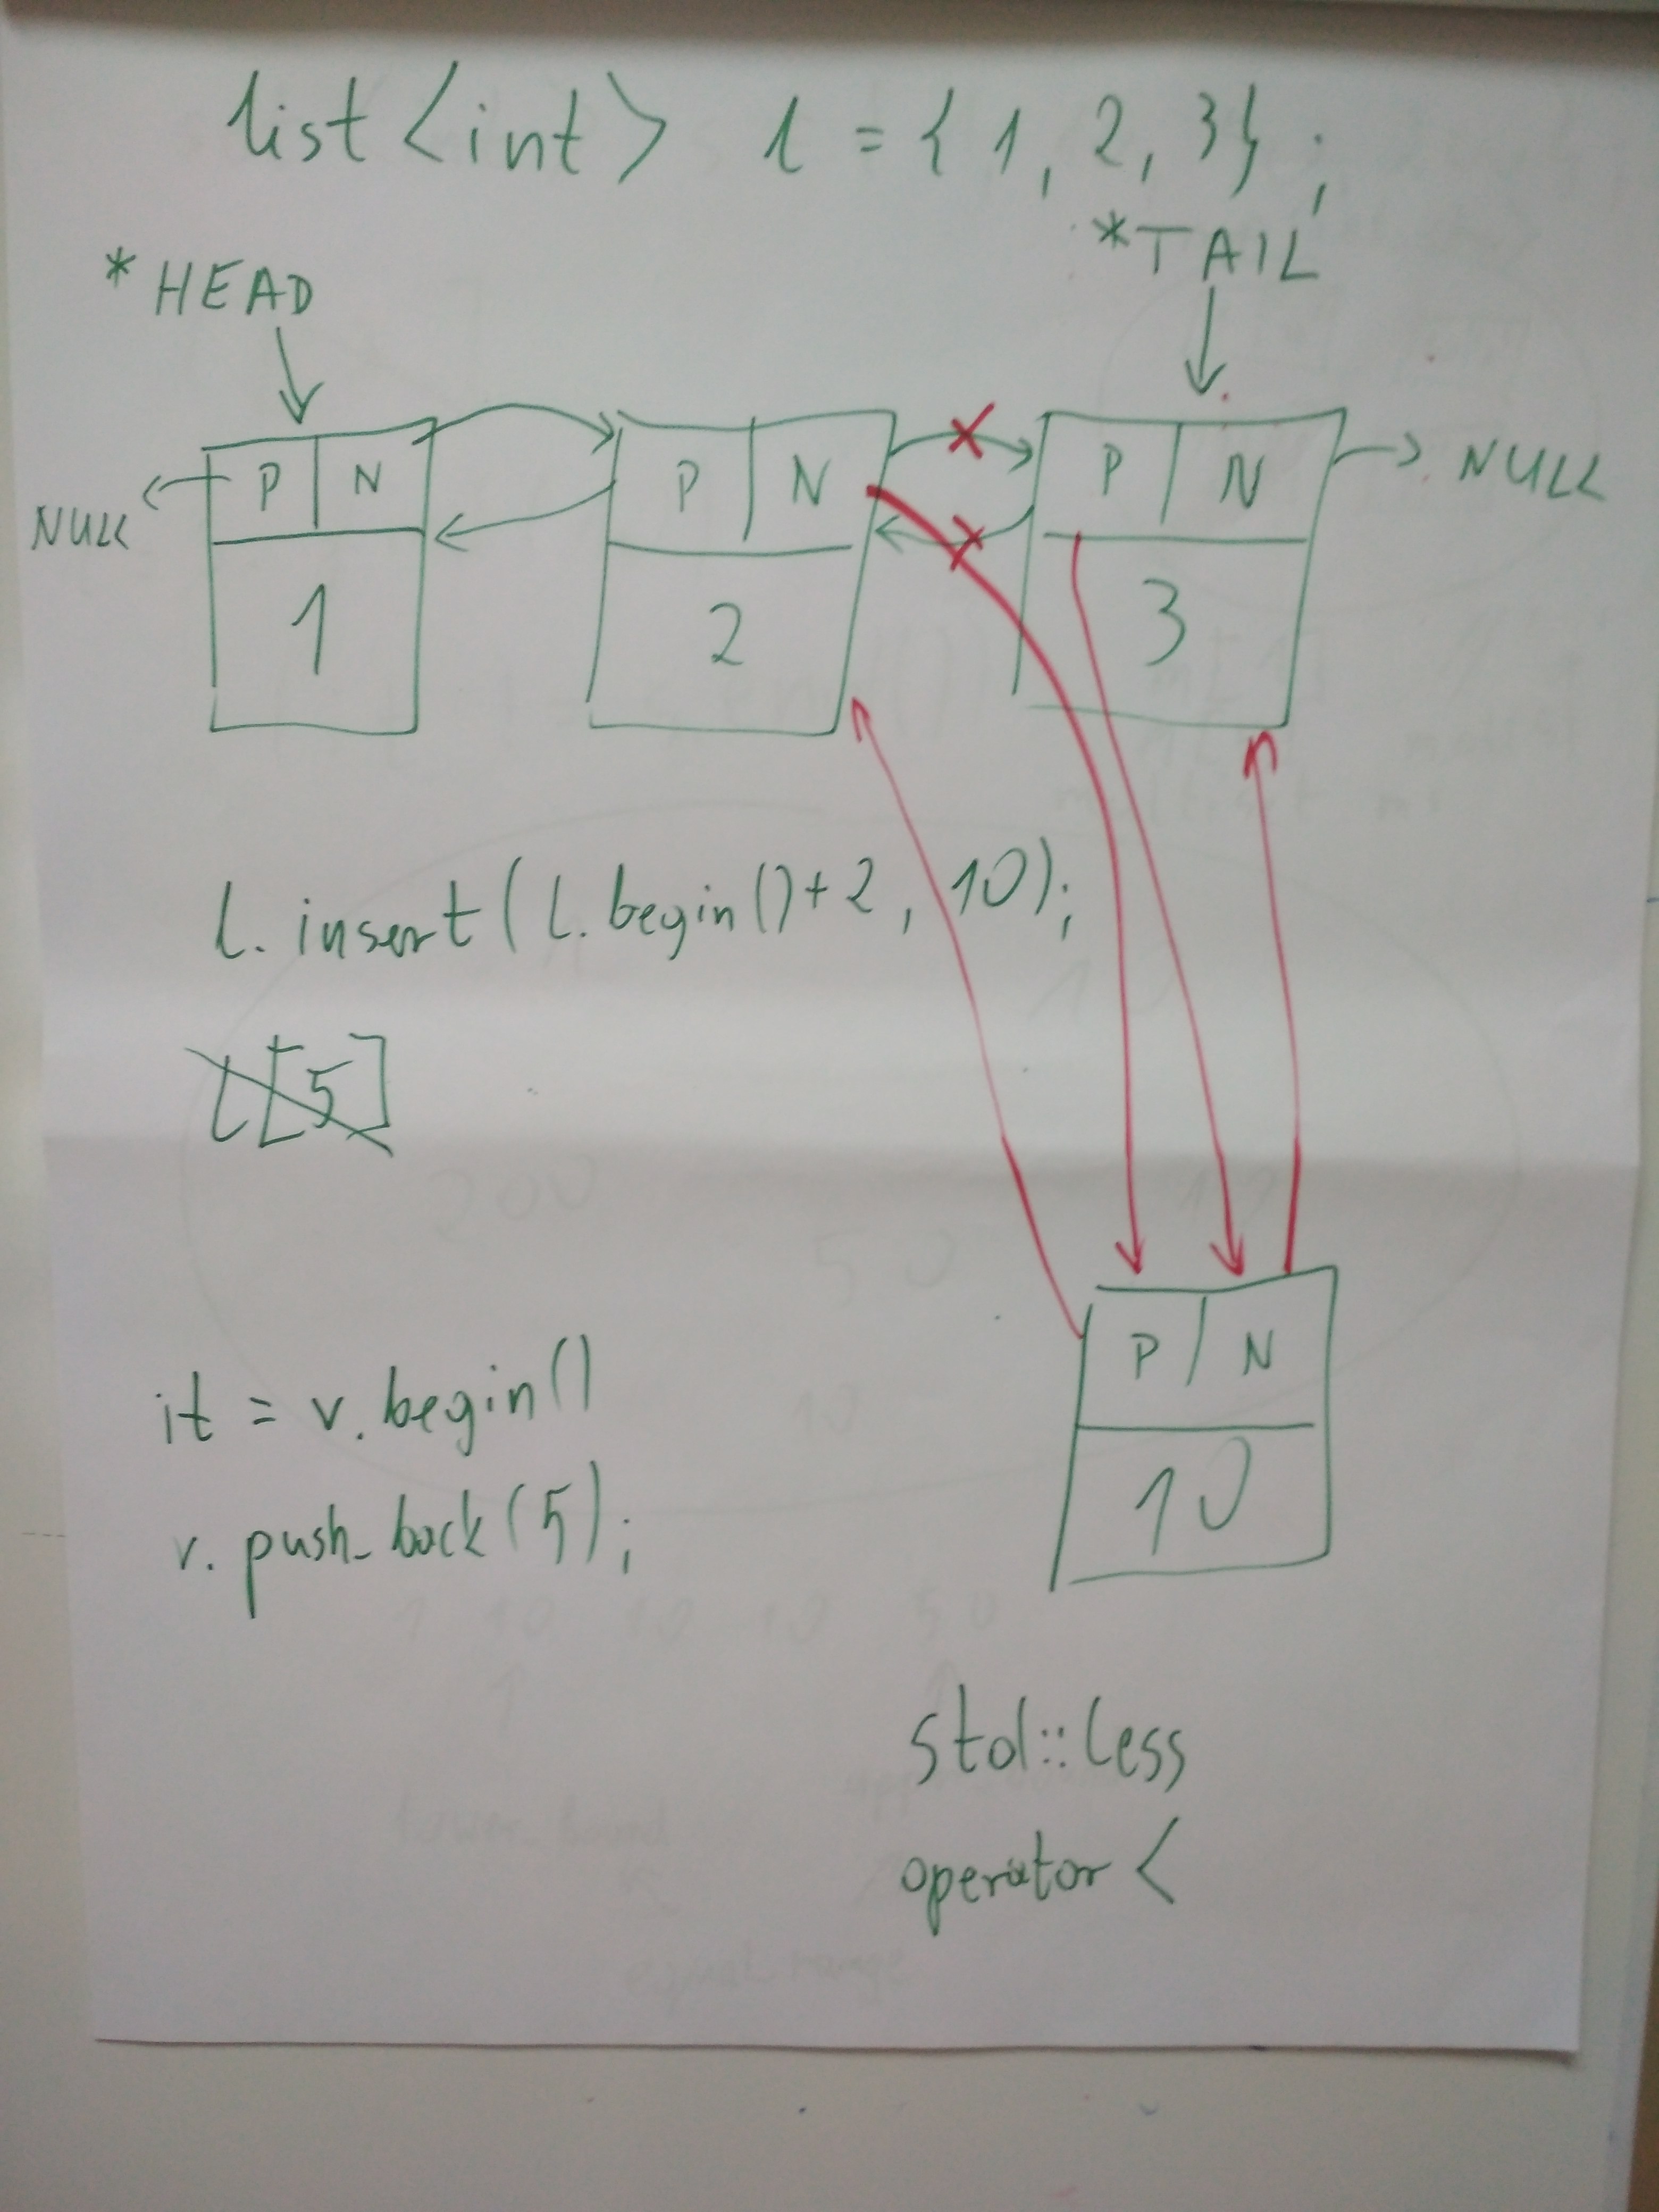 list<int> l = {1, 2, 3};
*HEAD
*TAIL
NULL
P N
P N
P N
NULL
1
2
3
l.insert(l.begin()+2, 10);
l[5]
P N
10
it = v.begin()
v.push_back(5);
std::less
operator <